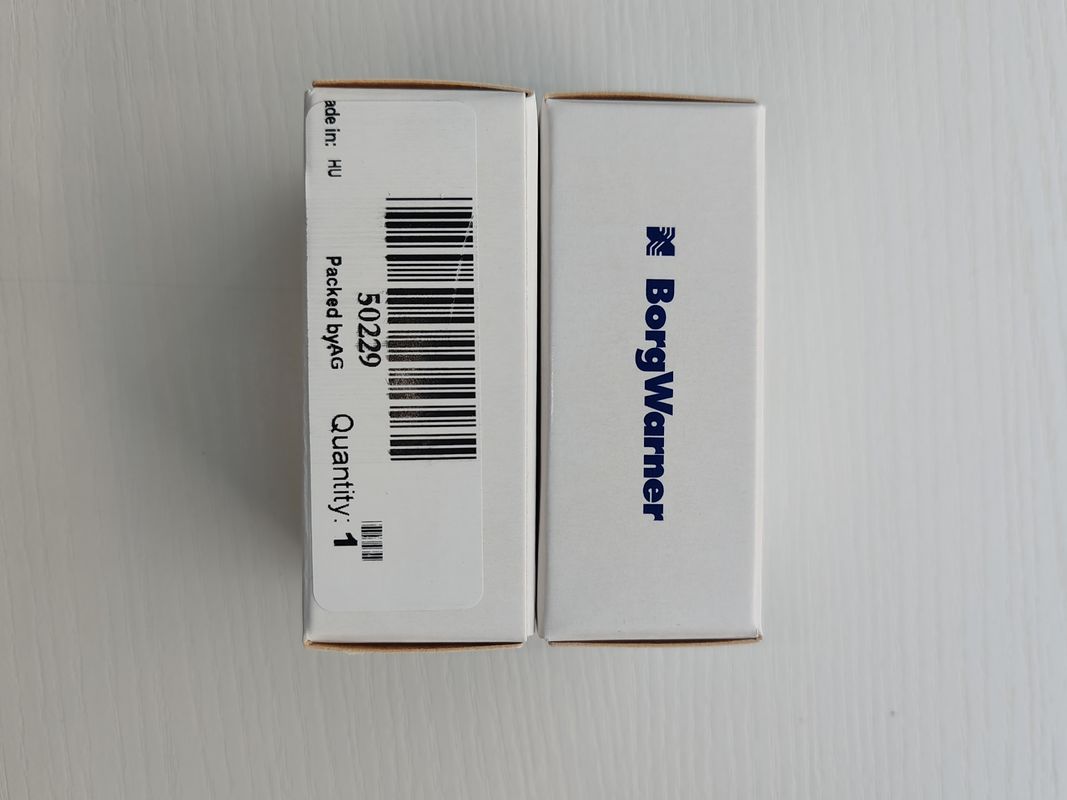 50229
ade in: HU
Packed byAG
Quantity: 1
BorgWarner